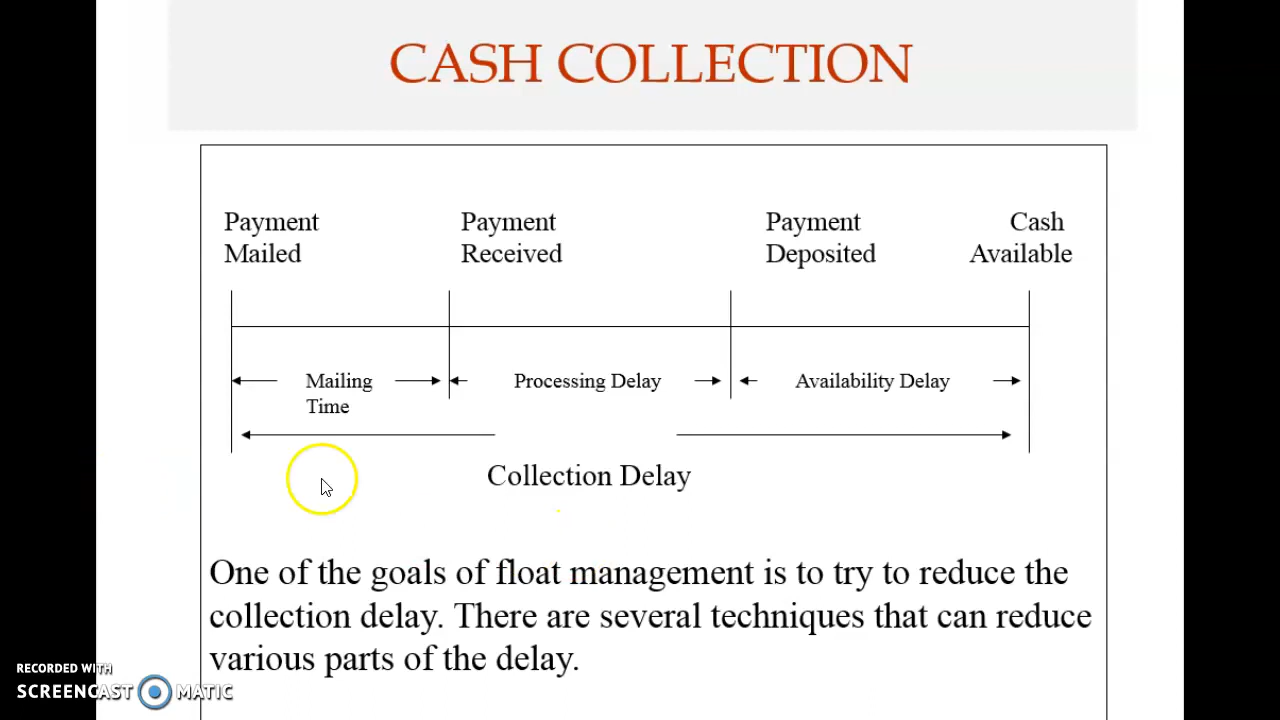 CASH COLLECTION
Payment Mailed
Payment Received
Payment Deposited
Cash Available
Mailing Time
Processing Delay
Availability Delay
Collection Delay
One of the goals of float management is to try to reduce the
collection delay. There are several techniques that can reduce
various parts of the delay.
RECORDED WITH
SCREENCAST MATIC